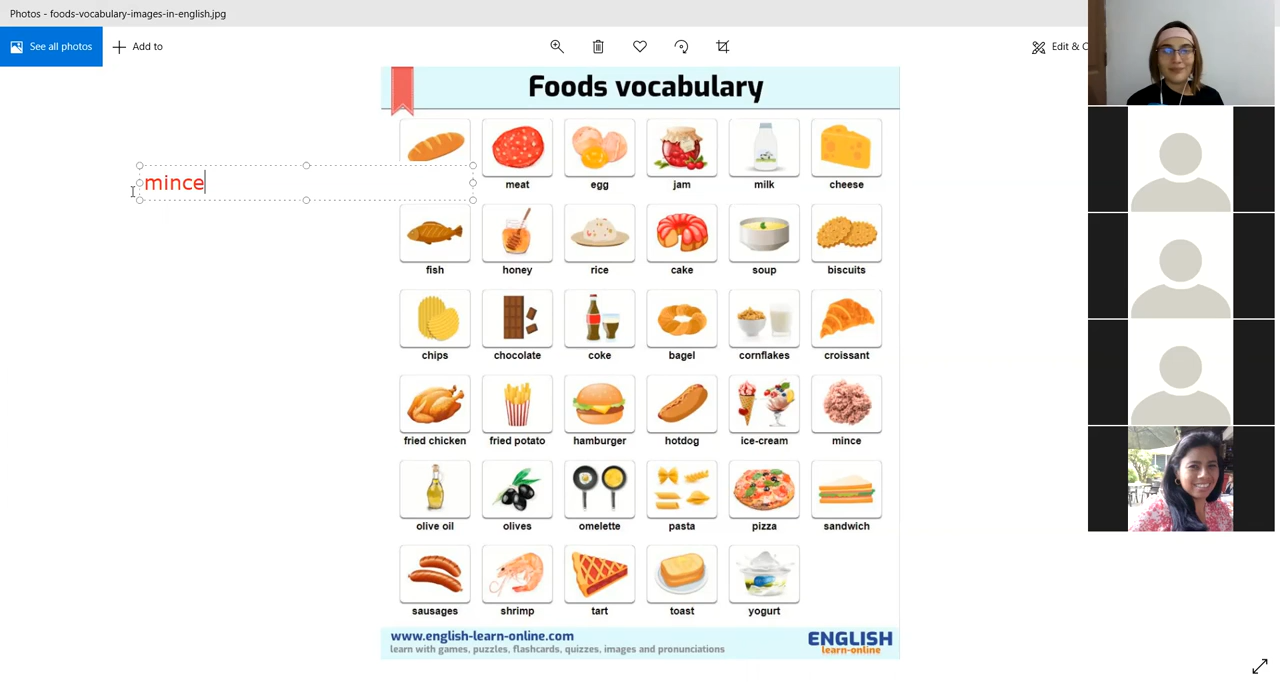 Photos - foods-vocabulary-images-in-english.jpg
See all photos
Add to
Edit & C
Foods vocabulary
mince
meat egg jam milk cheese
fish honey rice cake soup biscuits
chips chocolate coke bagel cornflakes croissant
fried chicken fried potato hamburger hotdog ice-cream mince
olive oil olives omelette pasta pizza sandwich
sausages shrimp tart toast yogurt
www.english-learn-online.com
learn with games, puzzles, flashcards, quizzes, images and pronunciations
ENGLISH
learn-online